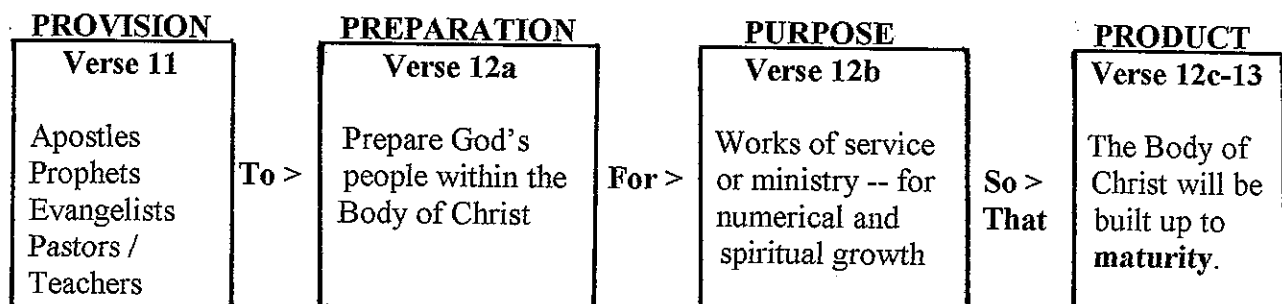 PROVISION
Verse 11
Apostles
Prophets
Evangelists
Pastors /
Teachers
To >
PREPARATION
Verse 12a
Prepare God's
people within the
Body of Christ
For >
PURPOSE
Verse 12b
Works of service
or ministry -- for
numerical and
spiritual growth
So >
That
PRODUCT
Verse 12c-13
The Body of
Christ will be
built up to
maturity.